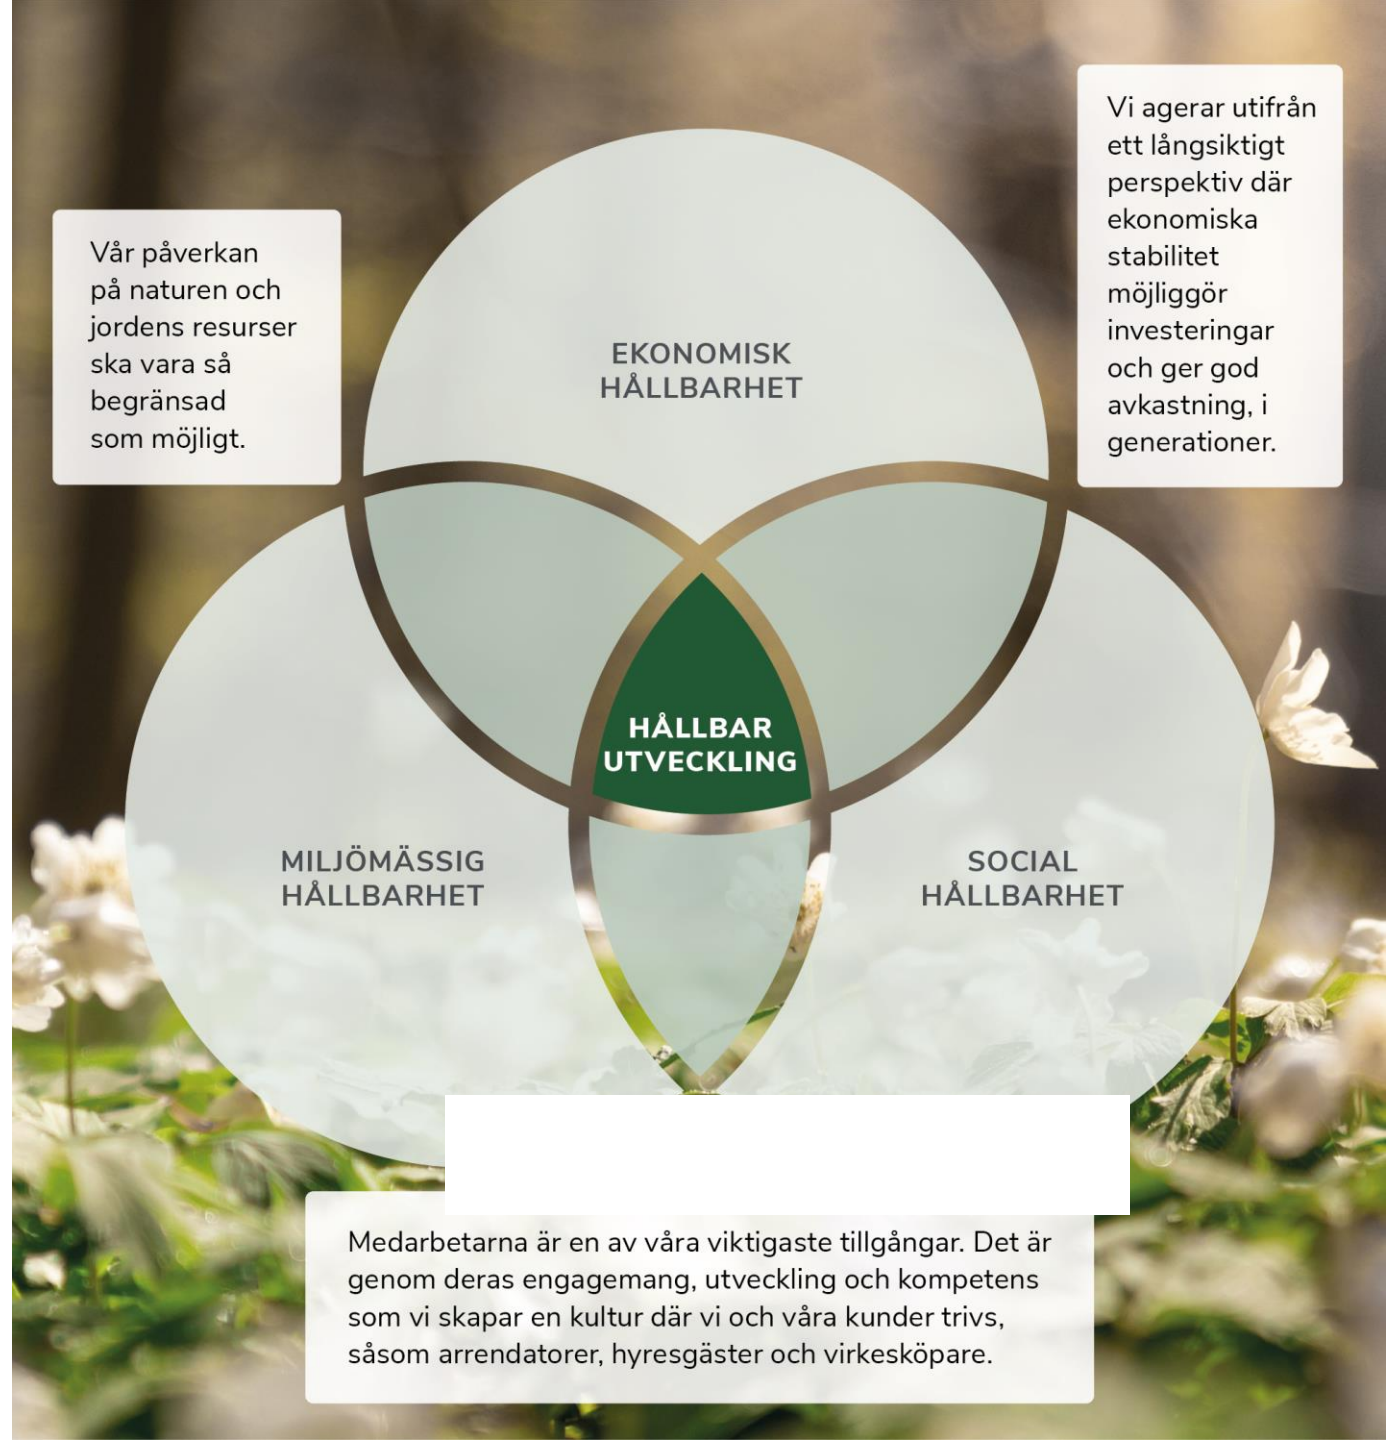 Vi agerar utifrån
ett långsiktigt
perspektiv där
ekonomiska
stabilitet
möjliggör
investeringar
och ger god
avkastning, i
generationer.
Vår påverkan
på naturen och
jordens resurser
ska vara så
begränsad
som möjligt.
EKONOMISK
HÅLLBARHET
HÅLLBAR
UTVECKLING
MILJÖMÄSSIG
HÅLLBARHET
SOCIAL
HÅLLBARHET
Medarbetarna är en av våra viktigaste tillgångar. Det är
genom deras engagemang, utveckling och kompetens
som vi skapar en kultur där vi och våra kunder trivs,
såsom arrendatorer, hyresgäster och virkesköpare.